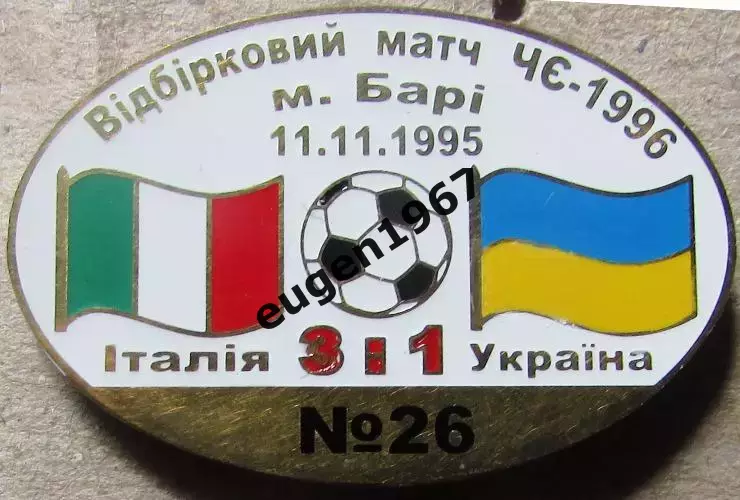 Відбірковий матч ЧЄ-1996
м. Барі
11.11.1995
eugen1967
Італія 3:1 Україна
№26